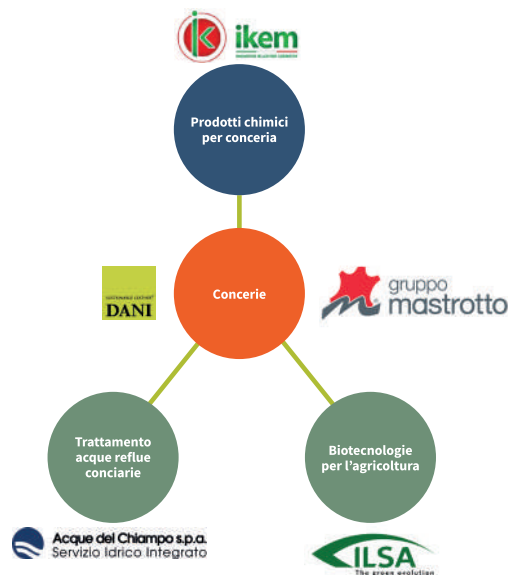 ikem
Prodotti chimici
per conceria
DANI
Concerie
gruppo
mastrotto
Trattamento
acque reflue
conciarie
Biotecnologie
per l'agricoltura
Acque del Chiampo s.p.a.
Servizio Idrico Integrato
ILSA
The green evolution